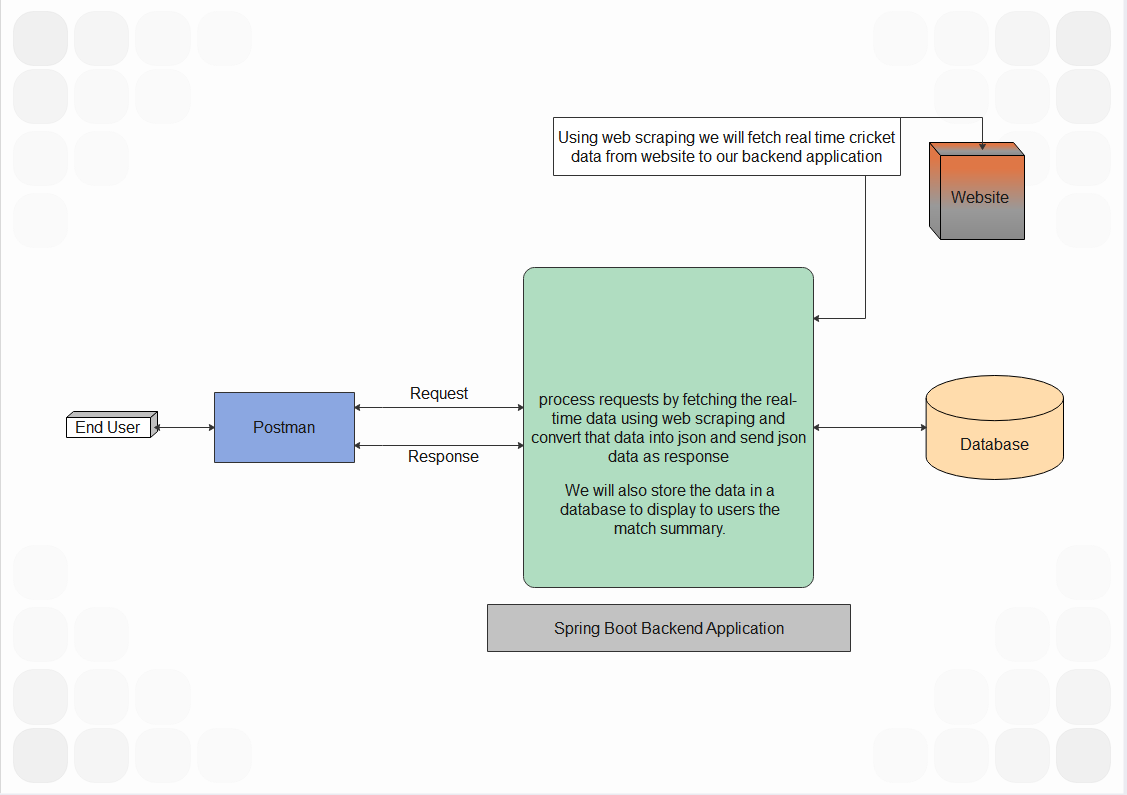 Using web scraping we will fetch real time cricket
data from website to our backend application
Website
process requests by fetching the real-
time data using web scraping and
convert that data into json and send json
data as response
We will also store the data in a
database to display to users the
match summary.
Request
Response
End User
Postman
Database
Spring Boot Backend Application